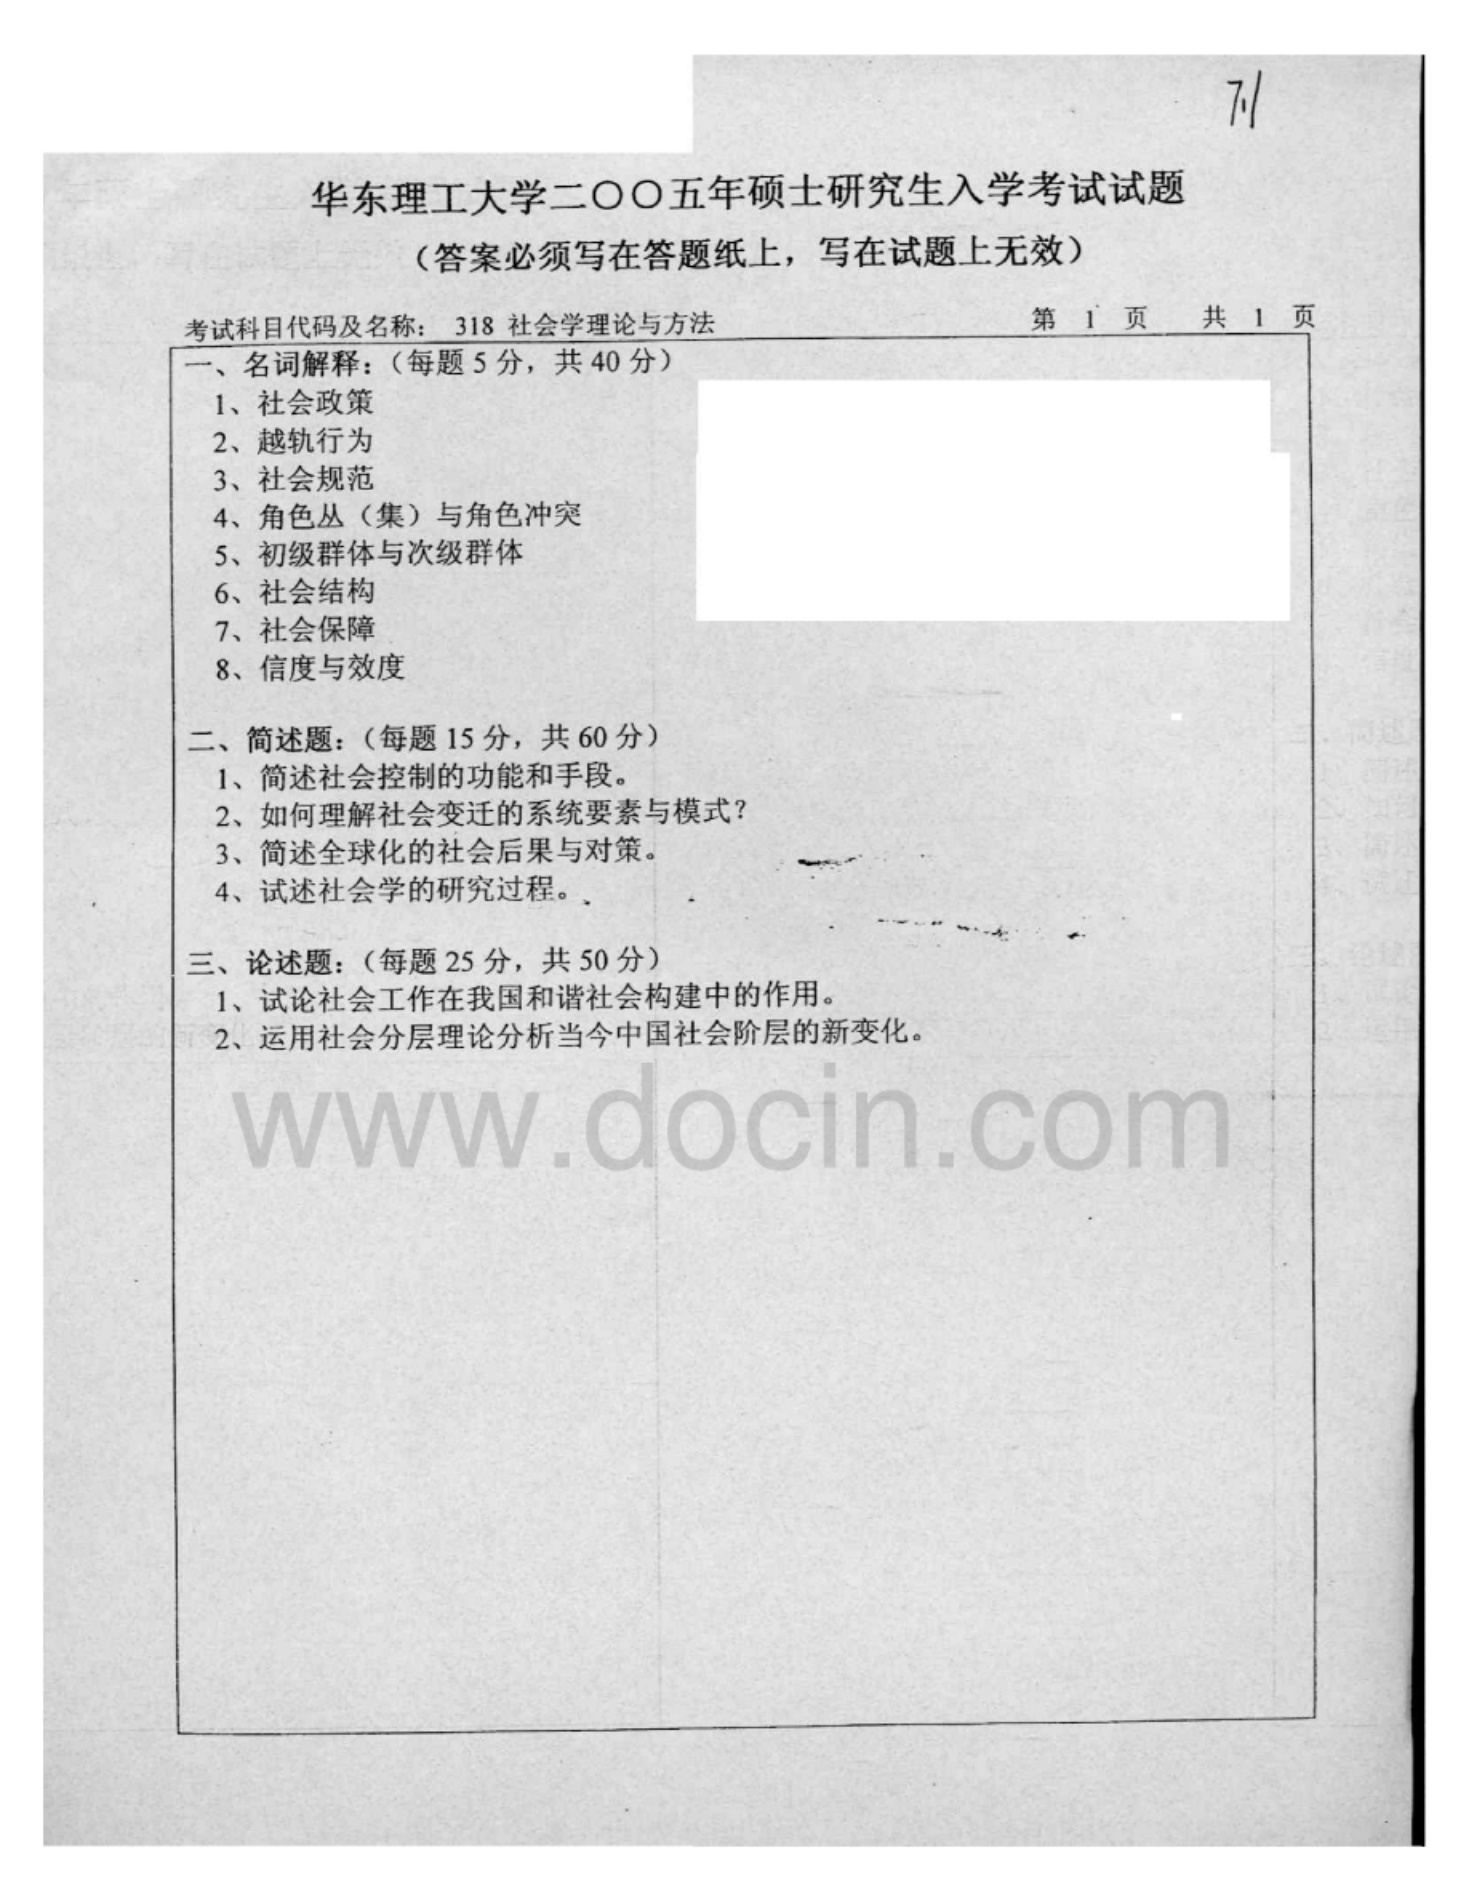 7.1
华东理工大学二〇〇五年硕士研究生入学考试试题
（答案必须写在答题纸上，写在试题上无效）
考试科目代码及名称： 318 社会学理论与方法 第 1 页 共 1 页
一、名词解释：（每题 5 分，共 40 分）
1、社会政策
2、越轨行为
3、社会规范
4、角色丛（集）与角色冲突
5、初级群体与次级群体
6、社会结构
7、社会保障
8、信度与效度
二、简述题：（每题 15 分，共 60 分）
1、简述社会控制的功能和手段。
2、如何理解社会变迁的系统要素与模式？
3、简述全球化的社会后果与对策。
4、试述社会学的研究过程。
三、论述题：（每题 25 分，共 50 分）
1、试论社会工作在我国和谐社会构建中的作用。
2、运用社会分层理论分析当今中国社会阶层的新变化。
www.docin.com